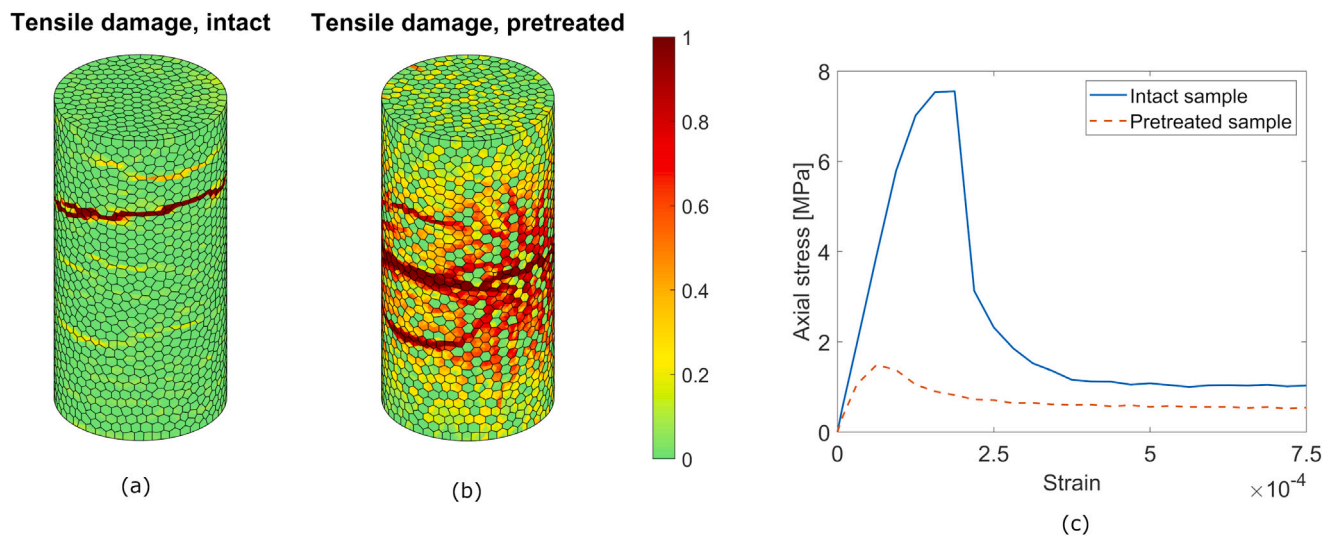 Tensile damage, intact
Tensile damage, pretreated
1
0.8
0.6
0.4
0.2
0
(a)
(b)
8
6
4
2
0
Axial stress [MPa]
Intact sample
Pretreated sample
0
2.5
5
7.5
Strain
×10⁻⁴
(c)